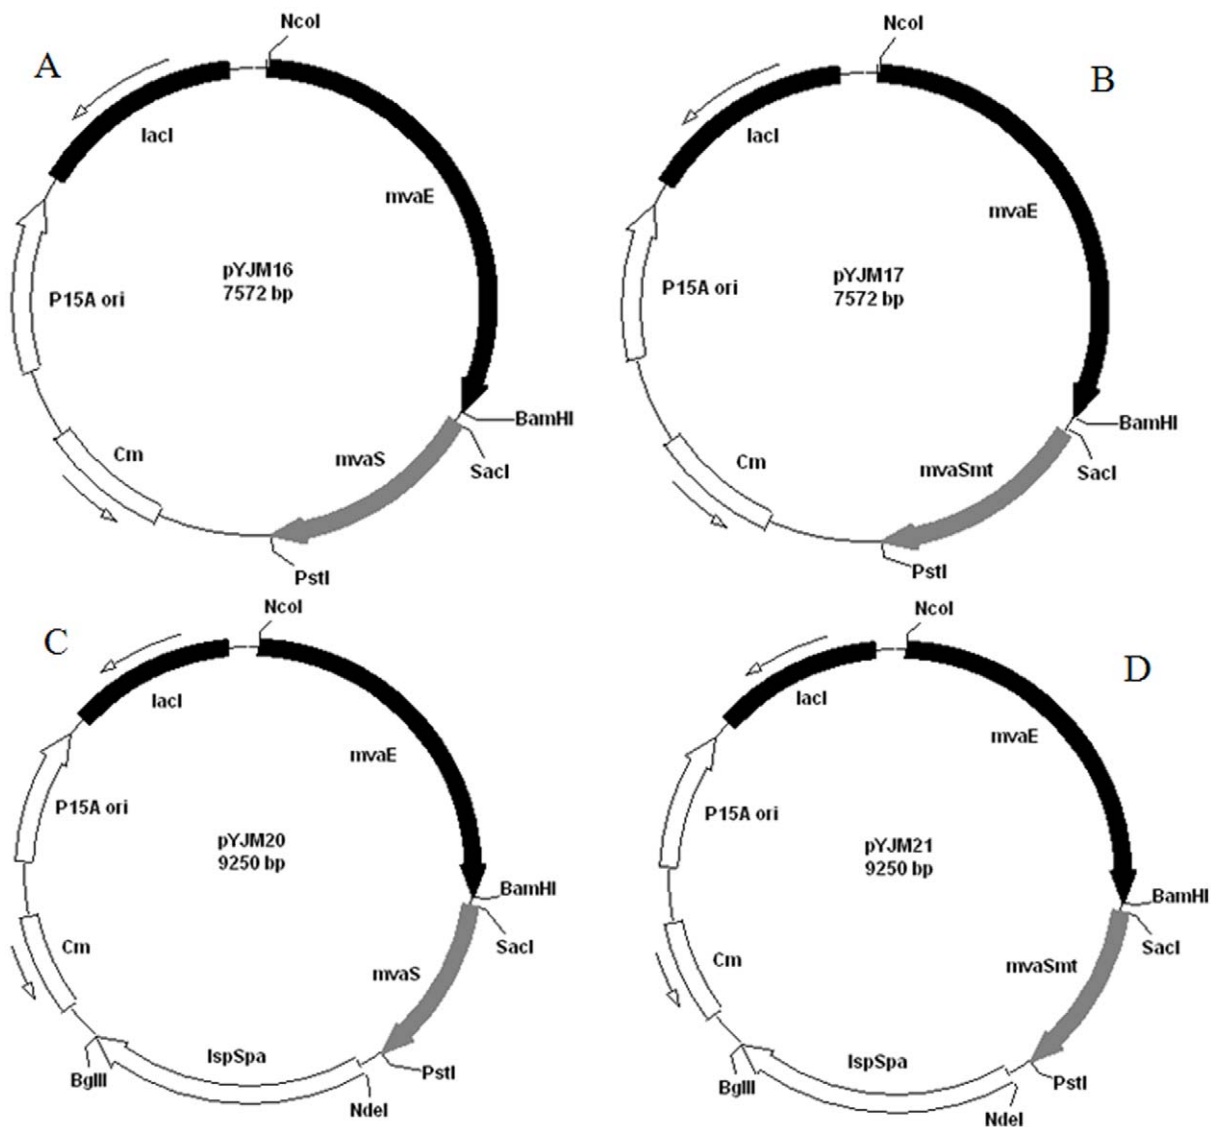 A
NcoI
lacI
mvaE
pYJM16
7572 bp
P15A ori
BamHI
SacI
mvaS
Cm
PstI
B
NcoI
lacI
mvaE
pYJM17
7572 bp
P15A ori
BamHI
SacI
mvaSmt
Cm
PstI
C
NcoI
lacI
mvaE
pYJM20
9250 bp
P15A ori
BamHI
SacI
mvaS
Cm
IspSpa
BglII
PstI
NdeI
D
NcoI
lacI
mvaE
pYJM21
9250 bp
P15A ori
BamHI
SacI
mvaSmt
Cm
IspSpa
BglII
PstI
NdeI